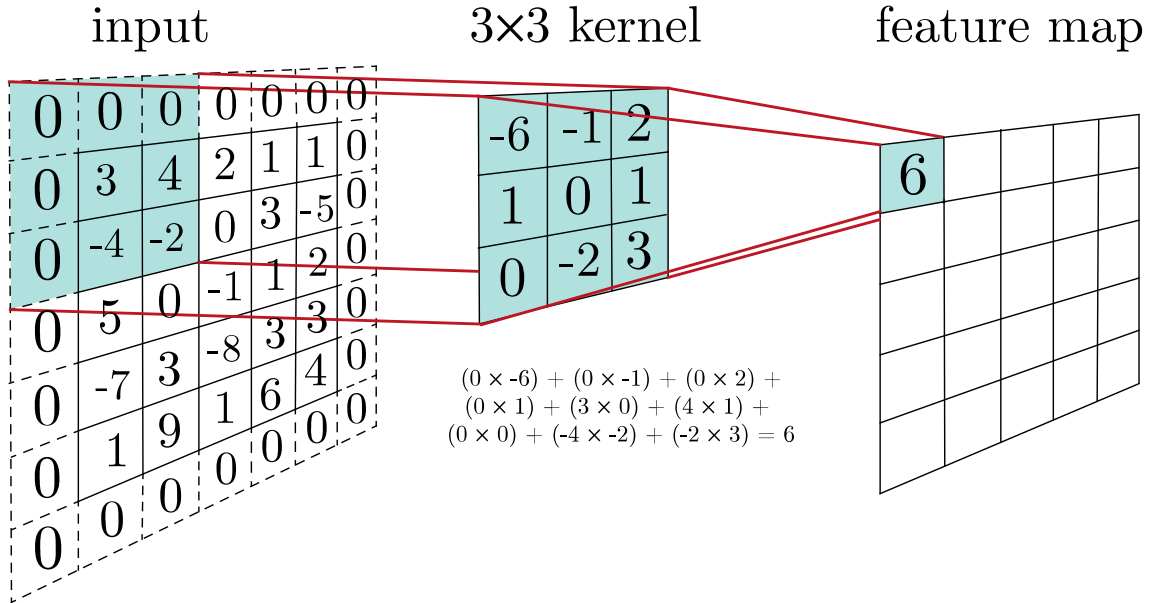 input 3×3 kernel feature map
0 0 0 0 0 0 0
0 3 4 2 1 1 0
0 -4 -2 0 3 -5 0
0 5 0 -1 1 2 0
0 -7 3 -8 3 3 0
0 1 9 1 6 4 0
0 0 0 0 0 0 0
-6 -1 2
1 0 1
0 -2 3
6
(0 × -6) + (0 × -1) + (0 × 2) +
(0 × 1) + (3 × 0) + (4 × 1) +
(0 × 0) + (-4 × -2) + (-2 × 3) = 6